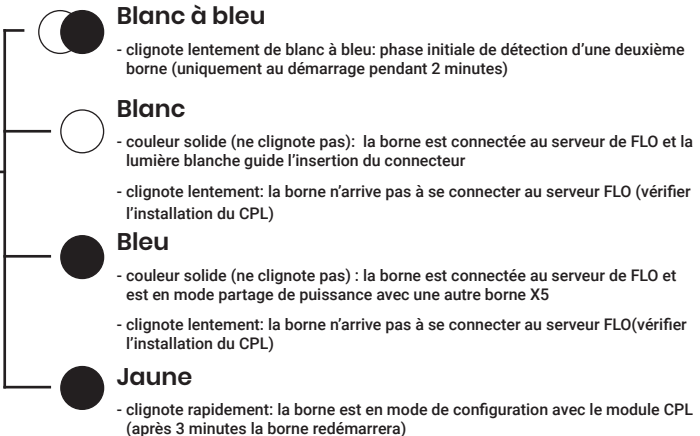 Blanc à bleu
- clignote lentement de blanc à bleu: phase initiale de détection d'une deuxième
borne (uniquement au démarrage pendant 2 minutes)
Blanc
- couleur solide (ne clignote pas): la borne est connectée au serveur de FLO et la
lumière blanche guide l'insertion du connecteur
- clignote lentement: la borne n'arrive pas à se connecter au serveur FLO (vérifier
l'installation du CPL)
Bleu
- couleur solide (ne clignote pas) : la borne est connectée au serveur de FLO et
est en mode partage de puissance avec une autre borne X5
- clignote lentement: la borne n'arrive pas à se connecter au serveur FLO(vérifier
l'installation du CPL)
Jaune
- clignote rapidement: la borne est en mode de configuration avec le module CPL
(après 3 minutes la borne redémarrera)